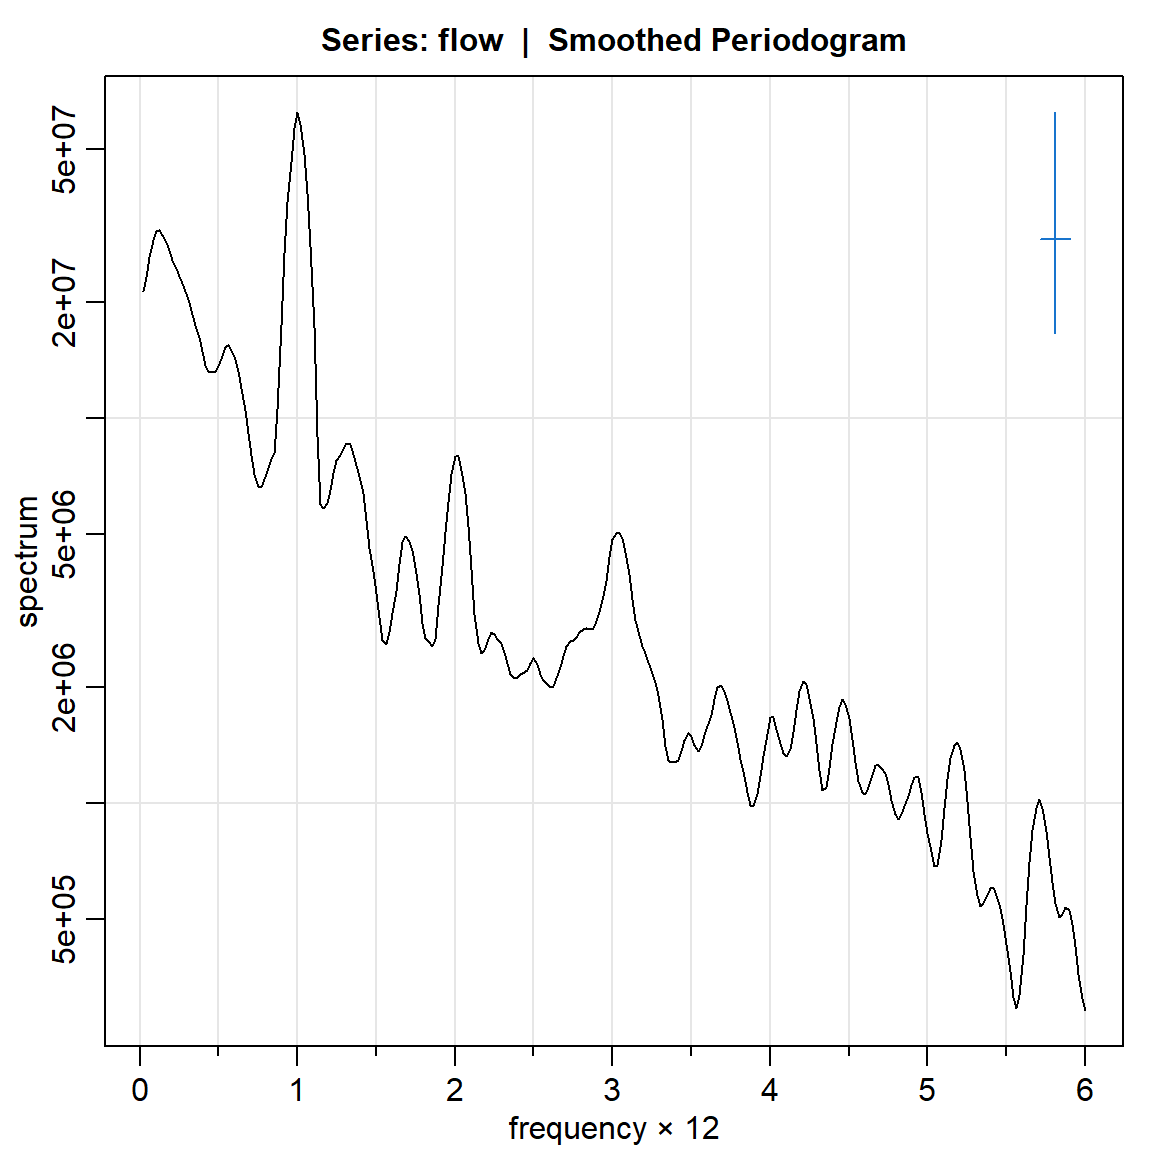 Series: flow | Smoothed Periodogram
spectrum
5e+07
2e+07
5e+06
2e+06
5e+05
0 1 2 3 4 5 6
frequency × 12